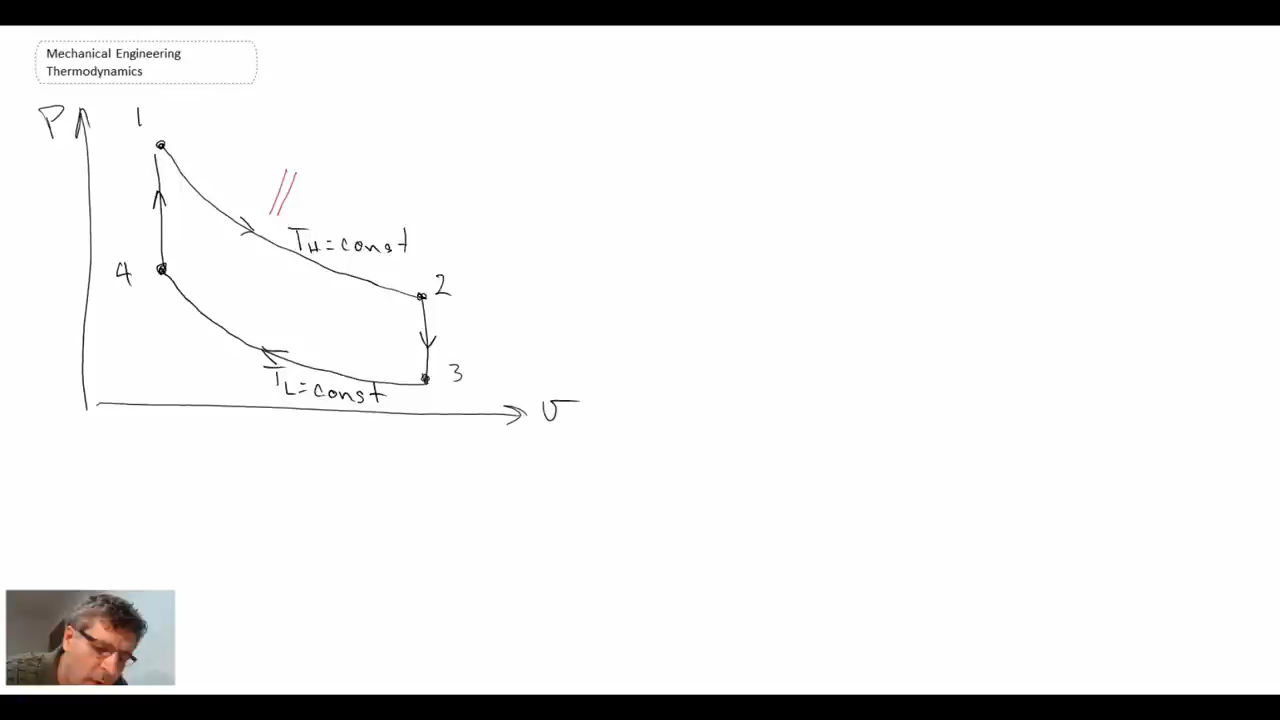 Mechanical Engineering
Thermodynamics
P
1
T_H = const
4
2
3
T_L = const
v